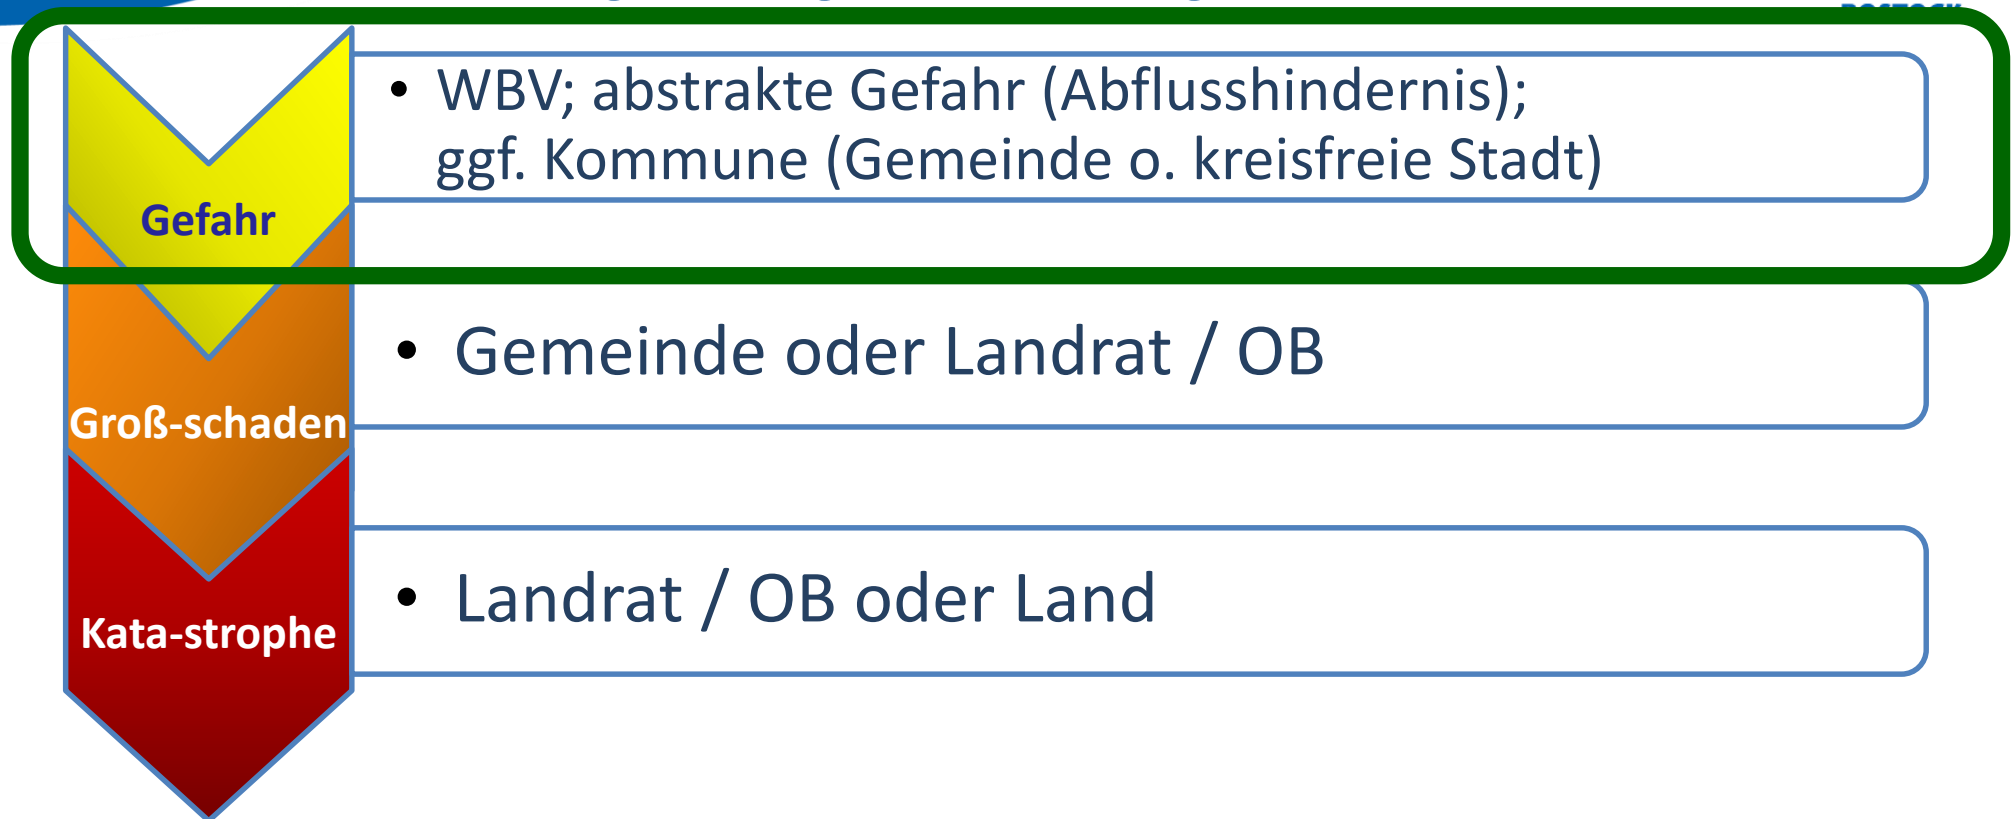 Gefahr
• WBV; abstrakte Gefahr (Abflusshindernis);
ggf. Kommune (Gemeinde o. kreisfreie Stadt)
Groß-schaden
• Gemeinde oder Landrat / OB
Kata-strophe
• Landrat / OB oder Land